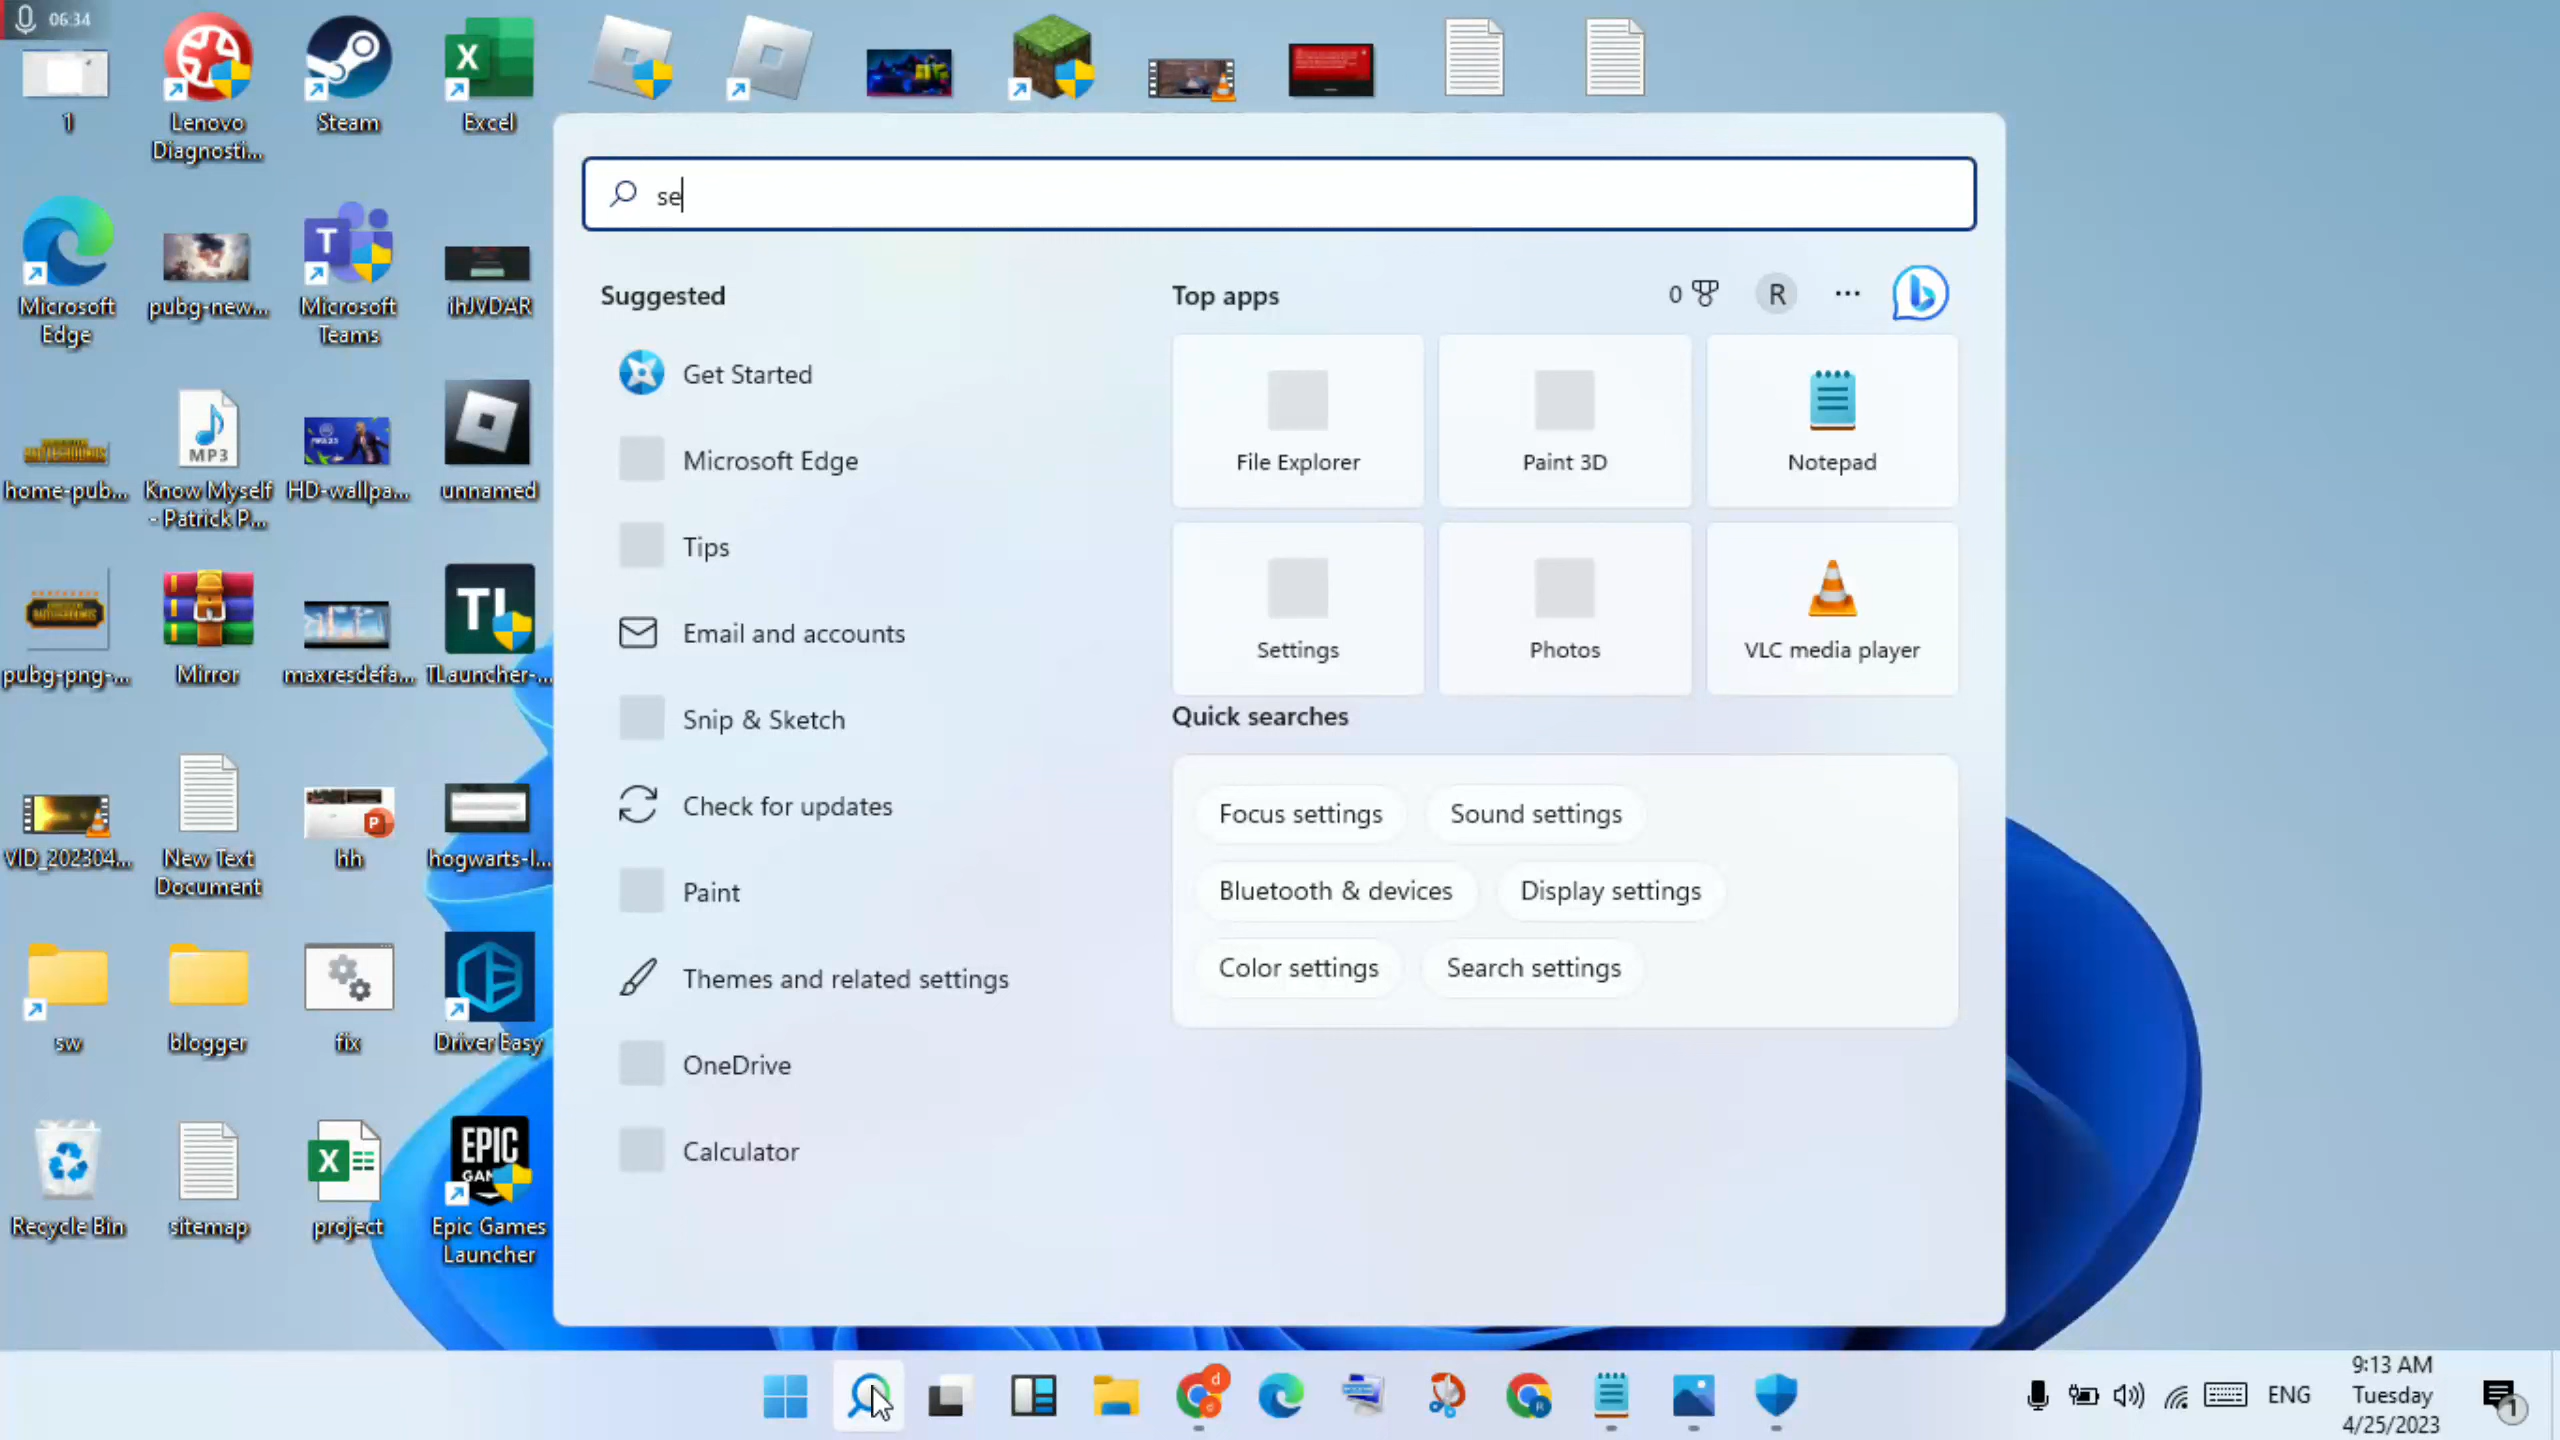 06:34
1
Lenovo
Diagnosti...
Steam
Excel
Microsoft
Edge
pubg-new...
Microsoft
Teams
ihJVDAR
home-pub...
MP3
Know Myself
- Patrick P...
HD-wallpa...
unnamed
pubg-png-...
Mirror
maxresdefa...
TLauncher-...
VID_202304...
New Text
Document
hh
hogwarts-l...
sw
blogger
fix
Driver Easy
Recycle Bin
sitemap
project
EPIC
Epic Games
Launcher
se
Suggested
Get Started
Microsoft Edge
Tips
Email and accounts
Snip & Sketch
Check for updates
Paint
Themes and related settings
OneDrive
Calculator
Top apps
0
R
...
File Explorer
Paint 3D
Notepad
Settings
Photos
VLC media player
Quick searches
Focus settings
Sound settings
Bluetooth & devices
Display settings
Color settings
Search settings
ENG
9:13 AM
Tuesday
4/25/2023
1